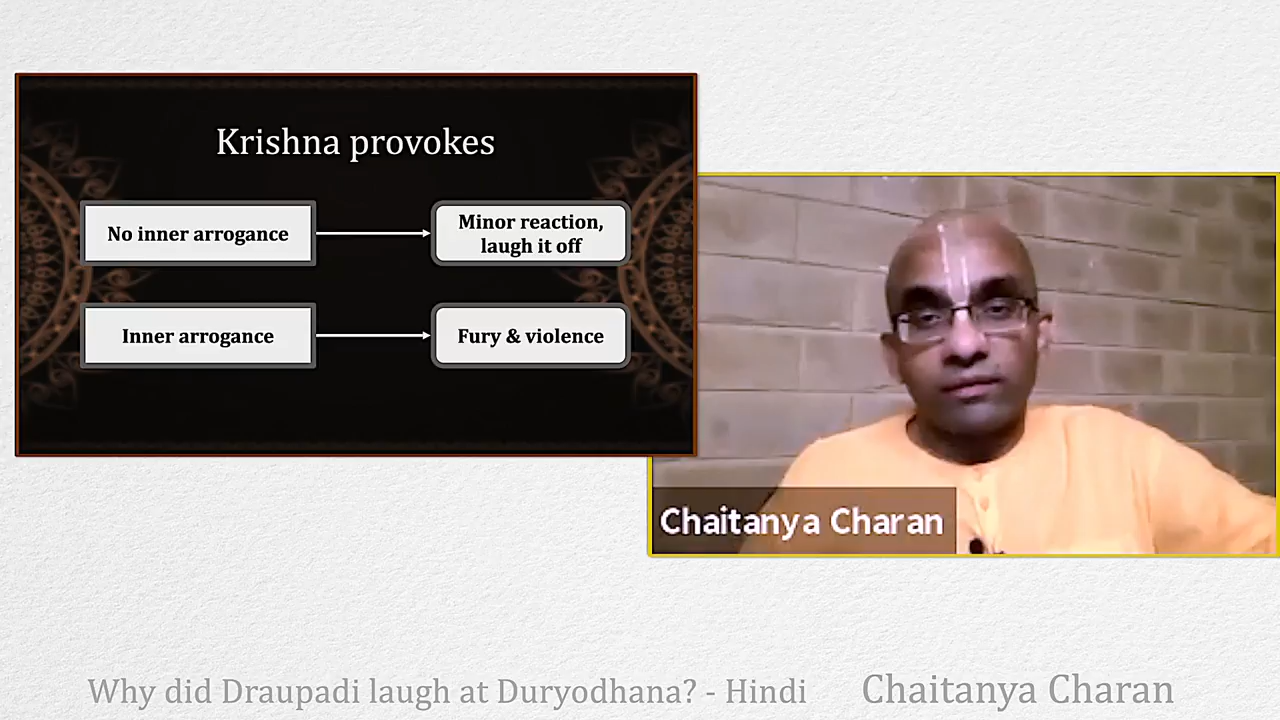 Krishna provokes
No inner arrogance
Minor reaction,
laugh it off
Inner arrogance
Fury & violence
Chaitanya Charan
Why did Draupadi laugh at Duryodhana? - Hindi
Chaitanya Charan